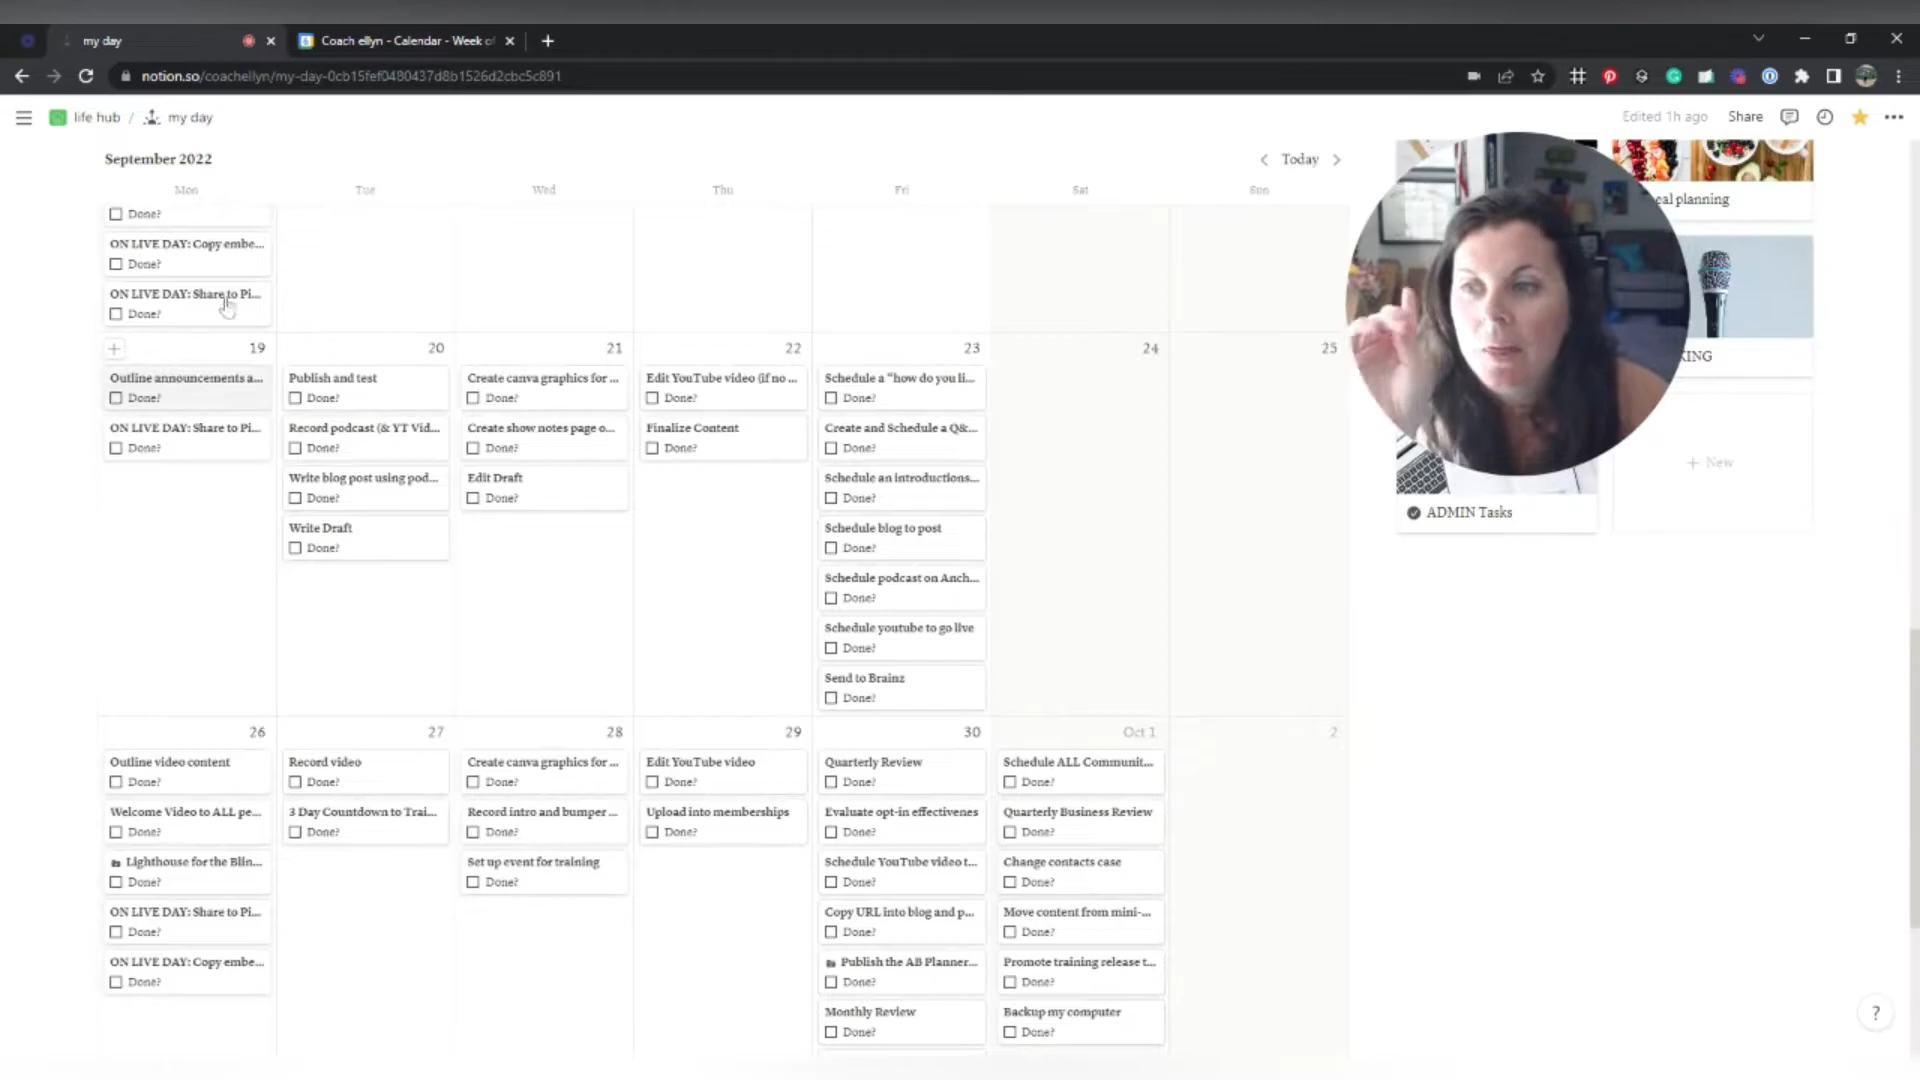 my day
Coach ellyn - Calendar - Week of
notion.so/coachellyn/my-day-0cb15fef0480437d8b1526d2cbc5c891
life hub / my day
Edited 1h ago
Share
September 2022
Today
Mon Tue Wed Thu Fri Sat Sun
Done?
ON LIVE DAY: Copy embe...
Done?
ON LIVE DAY: Share to Pi...
Done?
19
Outline announcements a...
Done?
ON LIVE DAY: Share to Pi...
Done?
20
Publish and test
Done?
Record podcast (& YT Vid...
Done?
Write blog post using pod...
Done?
Write Draft
Done?
21
Create canva graphics for ...
Done?
Create show notes page o...
Done?
Edit Draft
Done?
22
Edit YouTube video (if no ...
Done?
Finalize Content
Done?
23
Schedule a "how do you li...
Done?
Create and Schedule a Q&...
Done?
Schedule an introductions...
Done?
Schedule blog to post
Done?
Schedule podcast on Anch...
Done?
Schedule youtube to go live
Done?
Send to Brainz
Done?
24
25
26
Outline video content
Done?
Welcome Video to ALL pe...
Done?
Lighthouse for the Blin...
Done?
ON LIVE DAY: Share to Pi...
Done?
ON LIVE DAY: Copy embe...
Done?
27
Record video
Done?
3 Day Countdown to Trai...
Done?
28
Create canva graphics for ...
Done?
Record intro and bumper ...
Done?
Set up event for training
Done?
29
Edit YouTube video
Done?
Upload into memberships
Done?
30
Quarterly Review
Done?
Evaluate opt-in effectivenes
Done?
Schedule YouTube video t...
Done?
Copy URL into blog and p...
Done?
Publish the AB Planner...
Done?
Monthly Review
Done?
Oct 1
Schedule ALL Communit...
Done?
Quarterly Business Review
Done?
Change contacts case
Done?
Move content from mini-...
Done?
Promote training release t...
Done?
Backup my computer
Done?
2
eal planning
KING
+ New
ADMIN Tasks
?